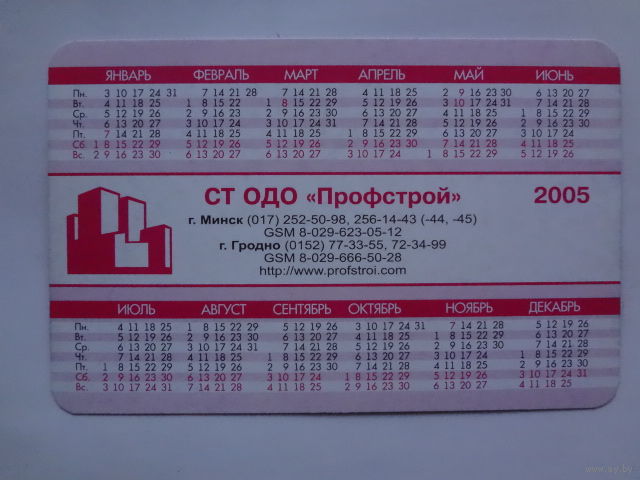 ЯНВАРЬ ФЕВРАЛЬ МАРТ АПРЕЛЬ МАЙ ИЮНЬ
Пн. 3 10 17 24 31 7 14 21 28 7 14 21 28 4 11 18 25 2 9 16 23 30 6 13 20 27
Вт. 4 11 18 25 1 8 15 22 1 8 15 22 29 5 12 19 26 3 10 17 24 31 7 14 21 28
Ср. 5 12 19 26 2 9 16 23 2 9 16 23 30 6 13 20 27 4 11 18 25 1 8 15 22 29
Чт. 6 13 20 27 3 10 17 24 3 10 17 24 31 7 14 21 28 5 12 19 26 2 9 16 23 30
Пт. 7 14 21 28 4 11 18 25 4 11 18 25 1 8 15 22 29 6 13 20 27 3 10 17 24
Сб. 1 8 15 22 29 5 12 19 26 5 12 19 26 2 9 16 23 30 7 14 21 28 4 11 18 25
Вс. 2 9 16 23 30 6 13 20 27 6 13 20 27 3 10 17 24 1 8 15 22 29 5 12 19 26
СТ ОДО «Профстрой» 2005
г. Минск (017) 252-50-98, 256-14-43 (-44, -45)
GSM 8-029-623-05-12
г. Гродно (0152) 77-33-55, 72-34-99
GSM 8-029-666-50-28
http://www.profstroi.com
ИЮЛЬ АВГУСТ СЕНТЯБРЬ ОКТЯБРЬ НОЯБРЬ ДЕКАБРЬ
Пн. 4 11 18 25 1 8 15 22 29 5 12 19 26 3 10 17 24 31 7 14 21 28 5 12 19 26
Вт. 5 12 19 26 2 9 16 23 30 6 13 20 27 4 11 18 25 1 8 15 22 29 6 13 20 27
Ср. 6 13 20 27 3 10 17 24 31 7 14 21 28 5 12 19 26 2 9 16 23 30 7 14 21 28
Чт. 7 14 21 28 4 11 18 25 1 8 15 22 29 6 13 20 27 3 10 17 24 1 8 15 22 29
Пт. 1 8 15 22 29 5 12 19 26 2 9 16 23 30 7 14 21 28 4 11 18 25 2 9 16 23 30
Сб. 2 9 16 23 30 6 13 20 27 3 10 17 24 1 8 15 22 29 5 12 19 26 3 10 17 24 31
Вс. 3 10 17 24 31 7 14 21 28 4 11 18 25 2 9 16 23 30 6 13 20 27 4 11 18 25
www.ay.by